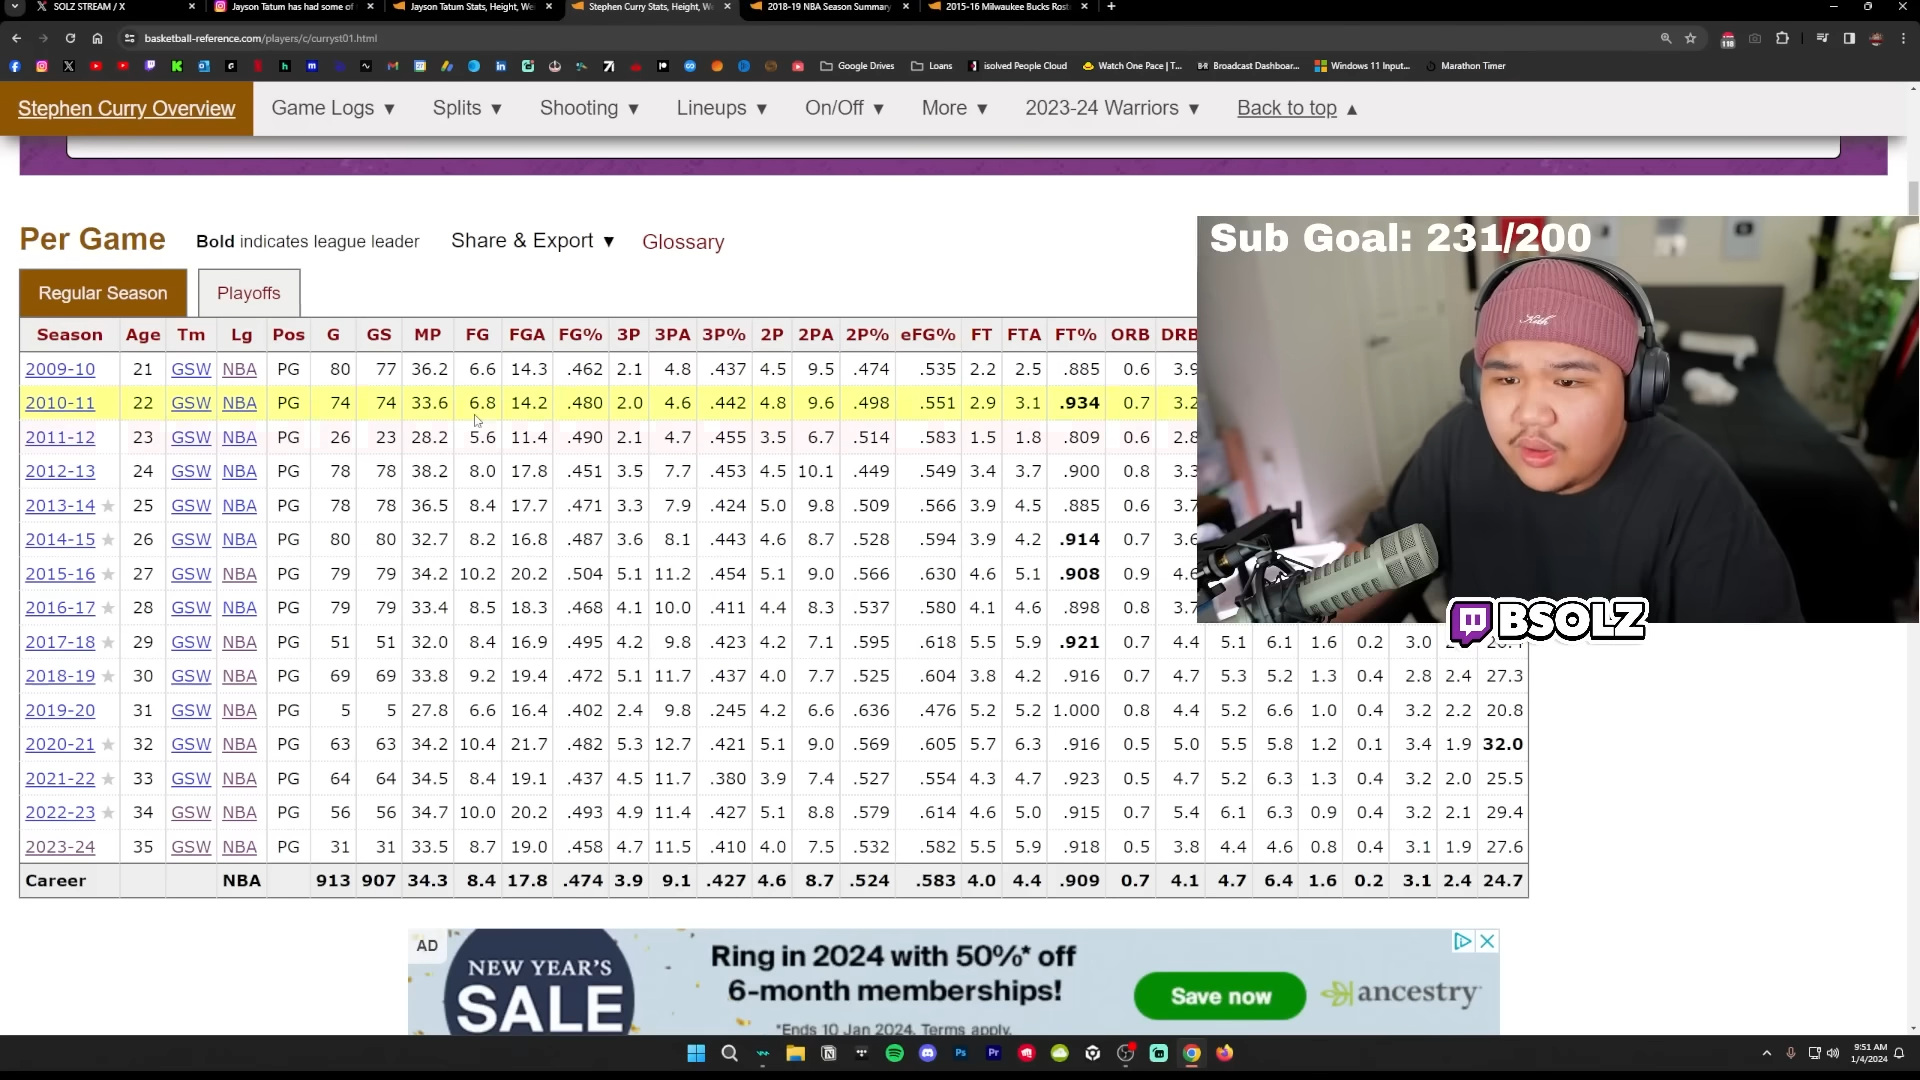 SOLZ STREAM / X
Jayson Tatum has had some of
Jayson Tatum Stats, Height, We
Stephen Curry Stats, Height, W
2018-19 NBA Season Summary
2015-16 Milwaukee Bucks Rost
basketball-reference.com/players/c/curryst01.html
118
Google Drives
Loans
isolved People Cloud
Watch One Pace | T...
Broadcast Dashboar...
Windows 11 Input...
Marathon Timer
Stephen Curry Overview Game Logs ▼ Splits ▼ Shooting ▼ Lineups ▼ On/Off ▼ More ▼ 2023-24 Warriors ▼ Back to top ▲
Per Game Bold indicates league leader Share & Export ▼ Glossary
Sub Goal: 231/200
Regular Season Playoffs
Season Age Tm Lg Pos G GS MP FG FGA FG% 3P 3PA 3P% 2P 2PA 2P% eFG% FT FTA FT% ORB DRB
2009-10 21 GSW NBA PG 80 77 36.2 6.6 14.3 .462 2.1 4.8 .437 4.5 9.5 .474 .535 2.2 2.5 .885 0.6 3.9
2010-11 22 GSW NBA PG 74 74 33.6 6.8 14.2 .480 2.0 4.6 .442 4.8 9.6 .498 .551 2.9 3.1 .934 0.7 3.2
2011-12 23 GSW NBA PG 26 23 28.2 5.6 11.4 .490 2.1 4.7 .455 3.5 6.7 .514 .583 1.5 1.8 .809 0.6 2.8
2012-13 24 GSW NBA PG 78 78 38.2 8.0 17.8 .451 3.5 7.7 .453 4.5 10.1 .449 .549 3.4 3.7 .900 0.8 3.3
2013-14 ★ 25 GSW NBA PG 78 78 36.5 8.4 17.7 .471 3.3 7.9 .424 5.0 9.8 .509 .566 3.9 4.5 .885 0.6 3.7
2014-15 ★ 26 GSW NBA PG 80 80 32.7 8.2 16.8 .487 3.6 8.1 .443 4.6 8.7 .528 .594 3.9 4.2 .914 0.7 3.6
2015-16 ★ 27 GSW NBA PG 79 79 34.2 10.2 20.2 .504 5.1 11.2 .454 5.1 9.0 .566 .630 4.6 5.1 .908 0.9 4.6
2016-17 ★ 28 GSW NBA PG 79 79 33.4 8.5 18.3 .468 4.1 10.0 .411 4.4 8.3 .537 .580 4.1 4.6 .898 0.8 3.7
BSOLZ
2017-18 ★ 29 GSW NBA PG 51 51 32.0 8.4 16.9 .495 4.2 9.8 .423 4.2 7.1 .595 .618 5.5 5.9 .921 0.7 4.4 5.1 6.1 1.6 0.2 3.0
2018-19 ★ 30 GSW NBA PG 69 69 33.8 9.2 19.4 .472 5.1 11.7 .437 4.0 7.7 .525 .604 3.8 4.2 .916 0.7 4.7 5.3 5.2 1.3 0.4 2.8 2.4 27.3
2019-20 31 GSW NBA PG 5 5 27.8 6.6 16.4 .402 2.4 9.8 .245 4.2 6.6 .636 .476 5.2 5.2 1.000 0.8 4.4 5.2 6.6 1.0 0.4 3.2 2.2 20.8
2020-21 ★ 32 GSW NBA PG 63 63 34.2 10.4 21.7 .482 5.3 12.7 .421 5.1 9.0 .569 .605 5.7 6.3 .916 0.5 5.0 5.5 5.8 1.2 0.1 3.4 1.9 32.0
2021-22 ★ 33 GSW NBA PG 64 64 34.5 8.4 19.1 .437 4.5 11.7 .380 3.9 7.4 .527 .554 4.3 4.7 .923 0.5 4.7 5.2 6.3 1.3 0.4 3.2 2.0 25.5
2022-23 ★ 34 GSW NBA PG 56 56 34.7 10.0 20.2 .493 4.9 11.4 .427 5.1 8.8 .579 .614 4.6 5.0 .915 0.7 5.4 6.1 6.3 0.9 0.4 3.2 2.1 29.4
2023-24 35 GSW NBA PG 31 31 33.5 8.7 19.0 .458 4.7 11.5 .410 4.0 7.5 .532 .582 5.5 5.9 .918 0.5 3.8 4.4 4.6 0.8 0.4 3.1 1.9 27.6
Career NBA 913 907 34.3 8.4 17.8 .474 3.9 9.1 .427 4.6 8.7 .524 .583 4.0 4.4 .909 0.7 4.1 4.7 6.4 1.6 0.2 3.1 2.4 24.7
AD
NEW YEAR'S
SALE
Ring in 2024 with 50%* off
6-month memberships!
*Ends 10 Jan 2024. Terms apply.
Save now
ancestry
9:51 AM
1/4/2024